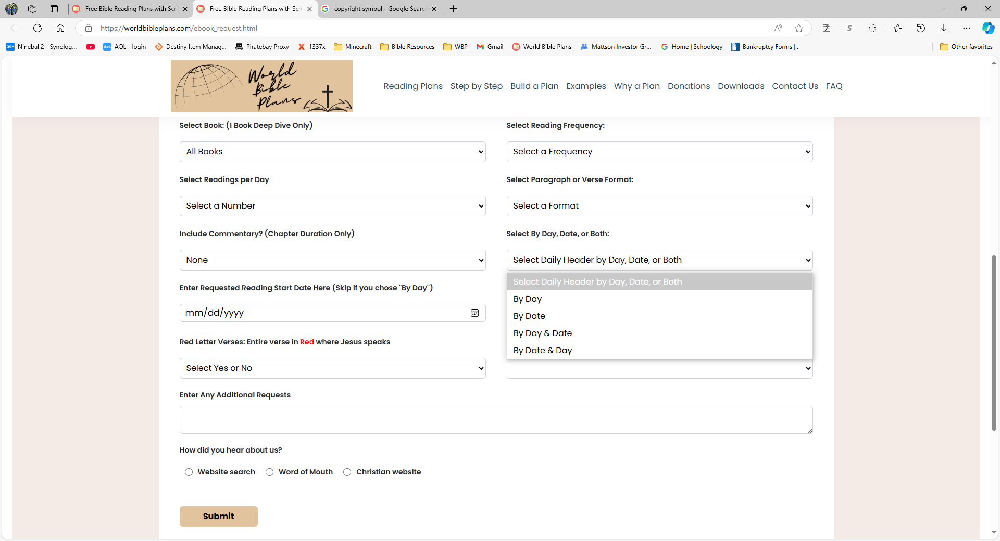 Free Bible Reading Plans with Scri
Free Bible Reading Plans with Scri
copyright symbol - Google Search
https://worldbibleplans.com/ebook_request.html
Nineball2 - Synolog...
AOL - login
Destiny Item Manag...
Piratebay Proxy
1337x
Minecraft
Bible Resources
WBP
Gmail
World Bible Plans
Mattson Investor Gr...
Home | Schoology
Bankruptcy Forms |...
Other favorites
World
Bible
Plans
Reading Plans
Step by Step
Build a Plan
Examples
Why a Plan
Donations
Downloads
Contact Us
FAQ
Select Book: (1 Book Deep Dive Only)
Select Reading Frequency:
All Books
Select a Frequency
Select Readings per Day
Select Paragraph or Verse Format:
Select a Number
Select a Format
Include Commentary? (Chapter Duration Only)
Select By Day, Date, or Both:
None
Select Daily Header by Day, Date, or Both
Select Daily Header by Day, Date, or Both
By Day
By Date
By Day & Date
By Date & Day
Enter Requested Reading Start Date Here (Skip if you chose "By Day")
mm/dd/yyyy
Red Letter Verses: Entire verse in Red where Jesus speaks
Select Yes or No
Enter Any Additional Requests
How did you hear about us?
Website search
Word of Mouth
Christian website
Submit